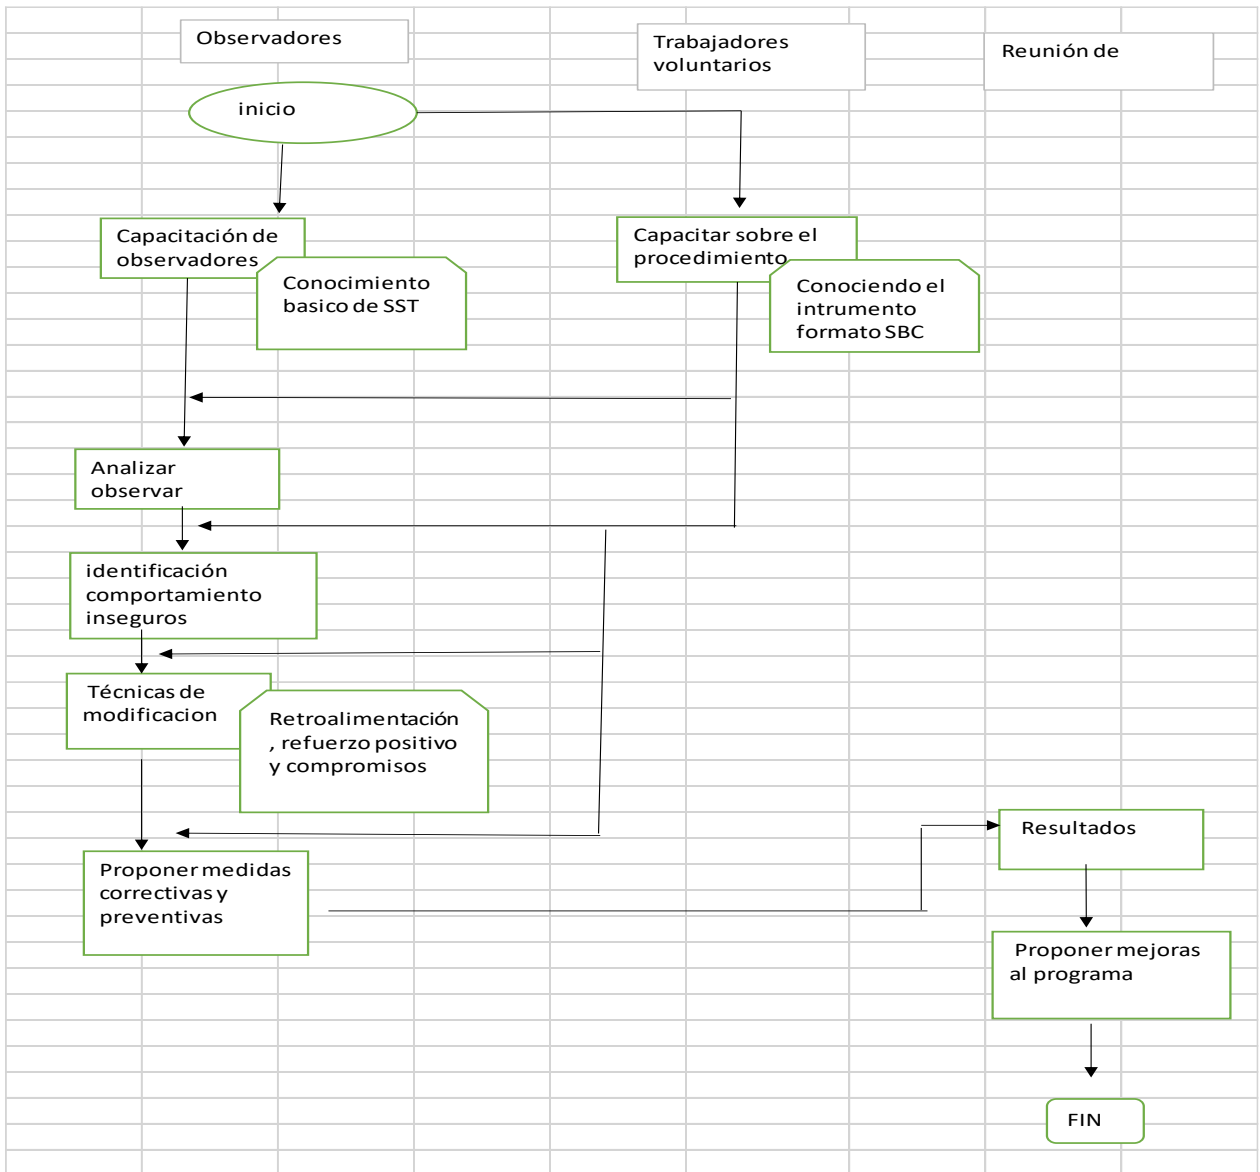 Observadores
Trabajadores
voluntarios
Reunión de
inicio
Capacitación de
observadores
Conocimiento
basico de SST
Capacitar sobre el
procedimiento
Conociendo el
intrumento
formato SBC
Analizar
observar
identificación
comportamiento
inseguros
Técnicas de
modificacion
Retroalimentación
, refuerzo positivo
y compromisos
Proponer medidas
correctivas y
preventivas
Resultados
Proponer mejoras
al programa
FIN